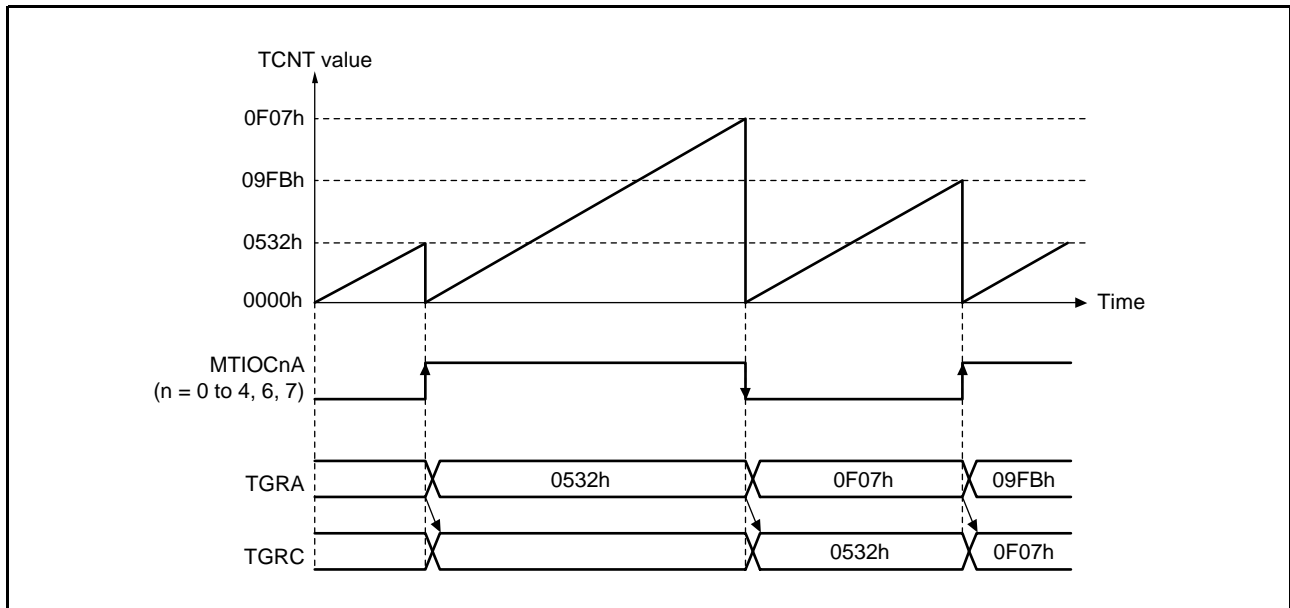 TCNT value
0F07h
09FBh
0532h
0000h
Time
MTIOCnA
(n = 0 to 4, 6, 7)
TGRA
0532h
0F07h
09FBh
TGRC
0532h
0F07h